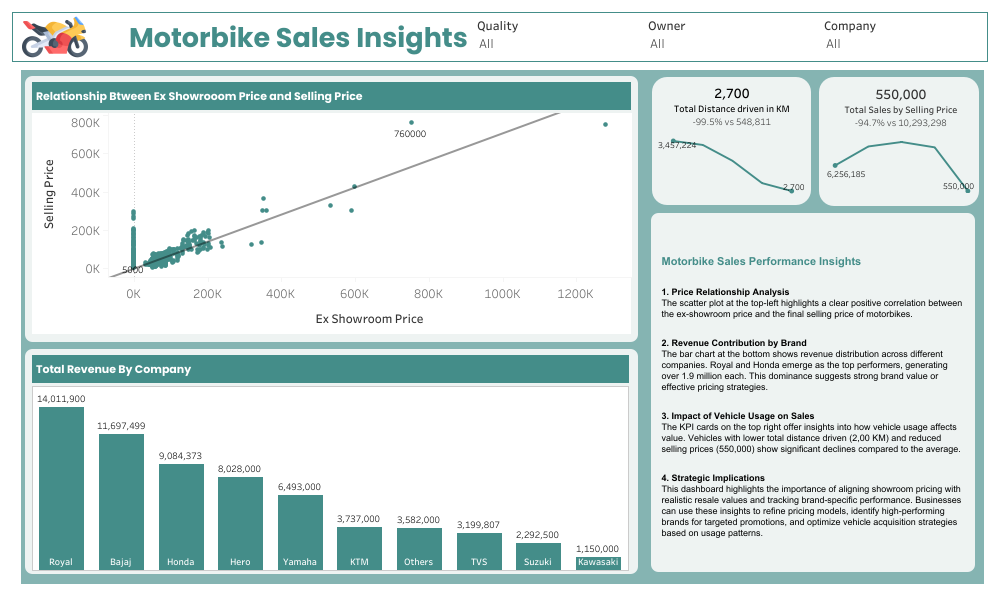 Motorbike Sales Insights
Quality
All
Owner
All
Company
All
Relationship Btween Ex Showrooom Price and Selling Price
800K
600K
400K
200K
0K
Selling Price
760000
5000
0K 200K 400K 600K 800K 1000K 1200K
Ex Showroom Price
2,700
Total Distance driven in KM
-99.5% vs 548,811
3,457,224
2,700
550,000
Total Sales by Selling Price
-94.7% vs 10,293,298
6,256,185
550,000
Total Revenue By Company
14,011,900
11,697,499
9,084,373
8,028,000
6,493,000
3,737,000
3,582,000
3,199,807
2,292,500
1,150,000
Royal Bajaj Honda Hero Yamaha KTM Others TVS Suzuki Kawasaki
Motorbike Sales Performance Insights
1. Price Relationship Analysis
The scatter plot at the top-left highlights a clear positive correlation between
the ex-showroom price and the final selling price of motorbikes.
2. Revenue Contribution by Brand
The bar chart at the bottom shows revenue distribution across different
companies. Royal and Honda emerge as the top performers, generating
over 1.9 million each. This dominance suggests strong brand value or
effective pricing strategies.
3. Impact of Vehicle Usage on Sales
The KPI cards on the top right offer insights into how vehicle usage affects
value. Vehicles with lower total distance driven (2,00 KM) and reduced
selling prices (550,000) show significant declines compared to the average.
4. Strategic Implications
This dashboard highlights the importance of aligning showroom pricing with
realistic resale values and tracking brand-specific performance. Businesses
can use these insights to refine pricing models, identify high-performing
brands for targeted promotions, and optimize vehicle acquisition strategies
based on usage patterns.